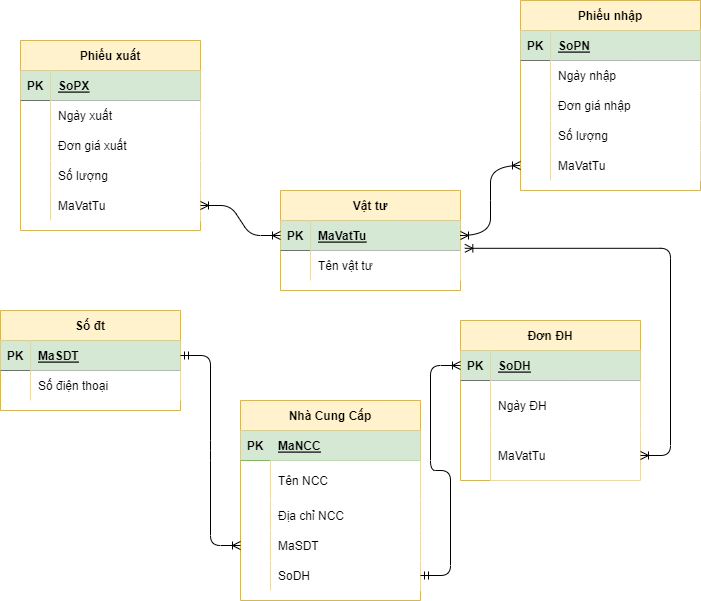 Phiếu xuất
PK SoPX
Ngày xuất
Đơn giá xuất
Số lượng
MaVatTu
Phiếu nhập
PK SoPN
Ngày nhập
Đơn giá nhập
Số lượng
MaVatTu
Vật tư
PK MaVatTu
Tên vật tư
Số đt
PK MaSDT
Số điện thoại
Đơn ĐH
PK SoDH
Ngày ĐH
MaVatTu
Nhà Cung Cấp
PK MaNCC
Tên NCC
Địa chỉ NCC
MaSDT
SoDH